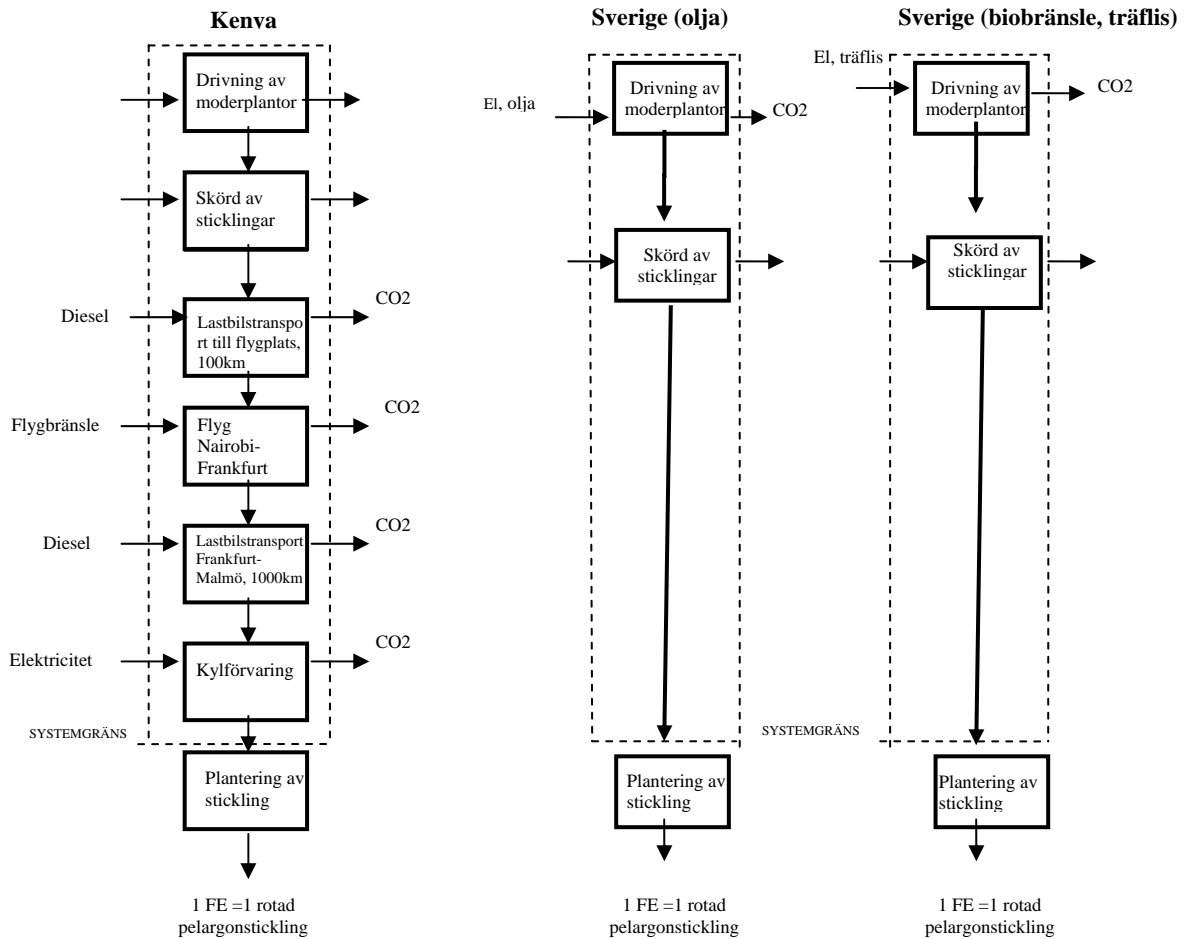 Kenya
Drivning av
moderplantor
Skörd av
sticklingar
Diesel
Lastbilstranspo
rt till flygplats,
100km
CO2
Flygbränsle
Flyg
Nairobi-
Frankfurt
CO2
Diesel
Lastbilstransport
Frankfurt-
Malmö, 1000km
CO2
Elektricitet
Kylförvaring
CO2
SYSTEMGRÄNS
Plantering av
stickling
1 FE =1 rotad
pelargonstickling
Sverige (olja)
El, olja
Drivning av
moderplantor
CO2
Skörd av
sticklingar
Plantering av
stickling
1 FE =1 rotad
pelargonstickling
Sverige (biobränsle, träflis)
El, träflis
Drivning av
moderplantor
CO2
Skörd av
sticklingar
SYSTEMGRÄNS
Plantering av
stickling
1 FE =1 rotad
pelargonstickling